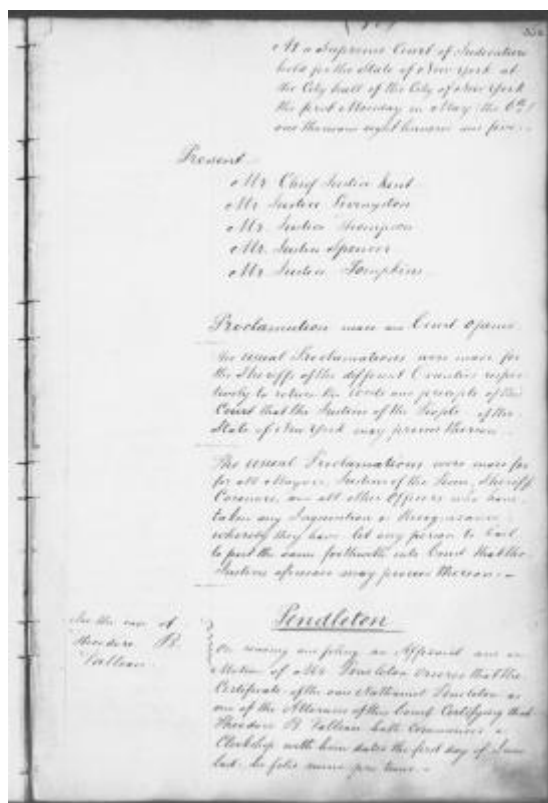 At a Supreme Court of Judicature
held for the State of New York at
the City hall of the City of New York
the first Monday in May (the 6th)
one thousand eight hundred and five
Present
Mr Chief Justice Kent
Mr Justice Livingston
Mr Justice Thompson
Mr Justice Spencer
Mr Justice Tompkins
Proclamation made and Court opened
The usual Proclamations were made for
the Sheriffs of the different Counties respec
tively to return the writs and precepts of this
Court that the Justices of the People of the
State of New York may proceed thereon
The usual Proclamations were made for
for all Mayors, Justices of the Peace, Sheriff
Coroners, and all other Officers who have
taken any Inquisition or Recognizance
whereby they have let any person to bail
to put the same forthwith into Court that the
Justices aforesaid may proceed thereon
In the case of
Theodore B.
Valleau
Pendleton
On reading and filing an Affidavit and on
Motion of Mr Pendleton Ordered that the
Certificate of the said Nathaniel Pendleton as
one of the Attornies of this Court Certifying that
Theodore B. Valleau hath Commenced a
Clerkship with him dated the first day of June
last be filed nunc pro tunc